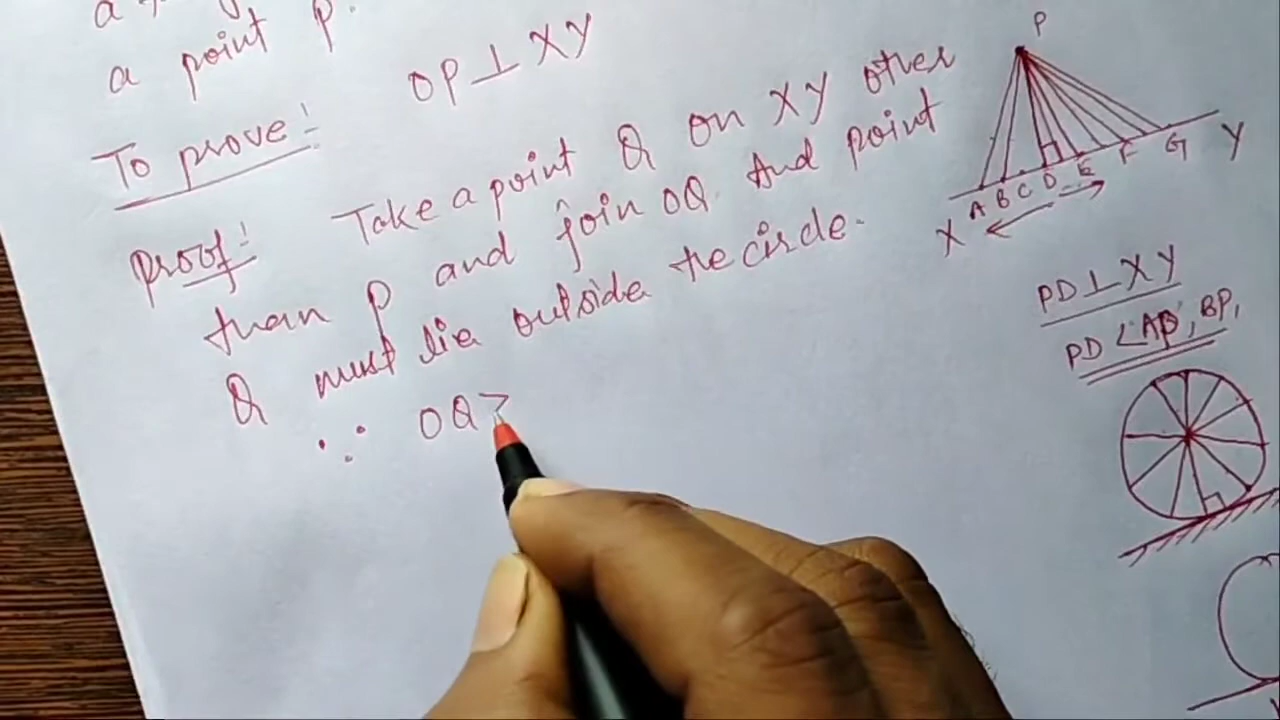 a point P.
To prove:- OP ⊥ XY
Proof:- Take a point Q on XY other
than P and join OQ. And point
Q must lie outside the circle.
∵ OQ >
P
A B C D E F G
X Y
PD ⊥ XY
PD < AP, BP,